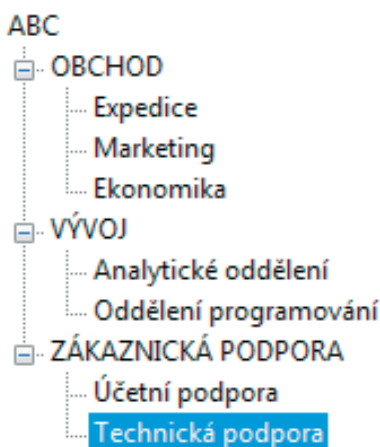 ABC
OBCHOD
Expedice
Marketing
Ekonomika
VÝVOJ
Analytické oddělení
Oddělení programování
ZÁKAZNICKÁ PODPORA
Účetní podpora
Technická podpora